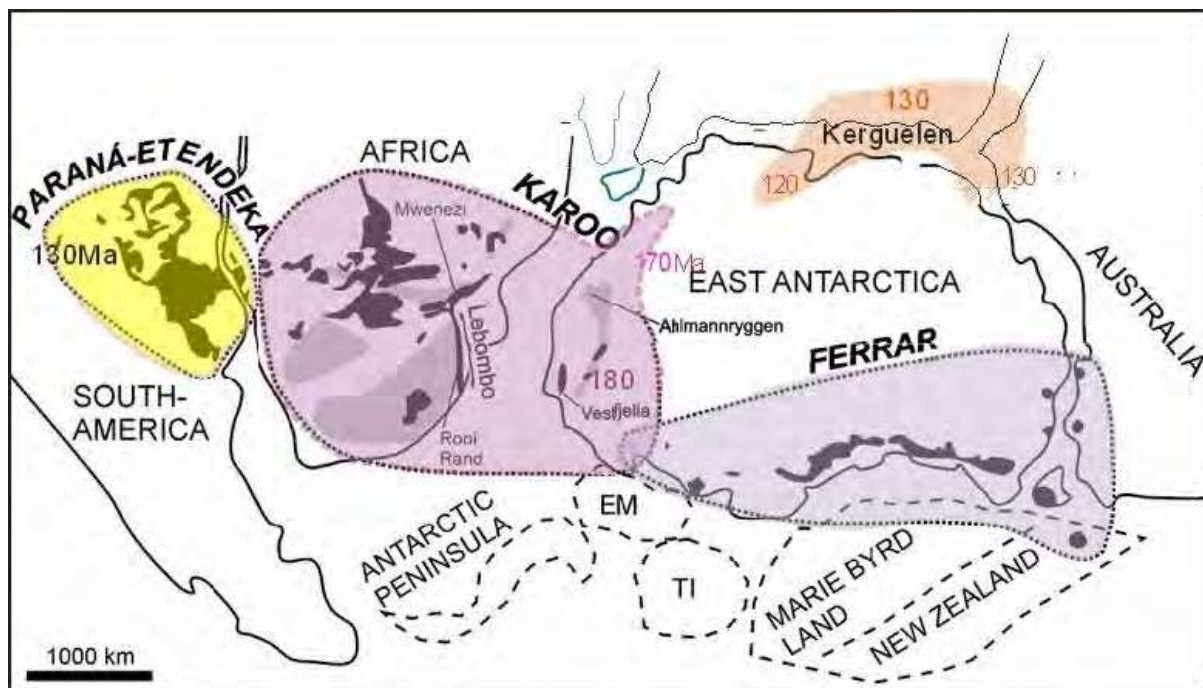 PARANÁ-ETENDEKA
130Ma
SOUTH-
AMERICA
AFRICA
KAROO
Mwenezi
Lebombo
Rooi
Rand
170Ma
180
Vestfjella
Ahlmannryggen
EAST ANTARCTICA
130
Kerguelen
120
130
AUSTRALIA
FERRAR
EM
TI
ANTARCTIC
PENINSULA
MARIE BYRD
LAND
NEW ZEALAND
1000 km